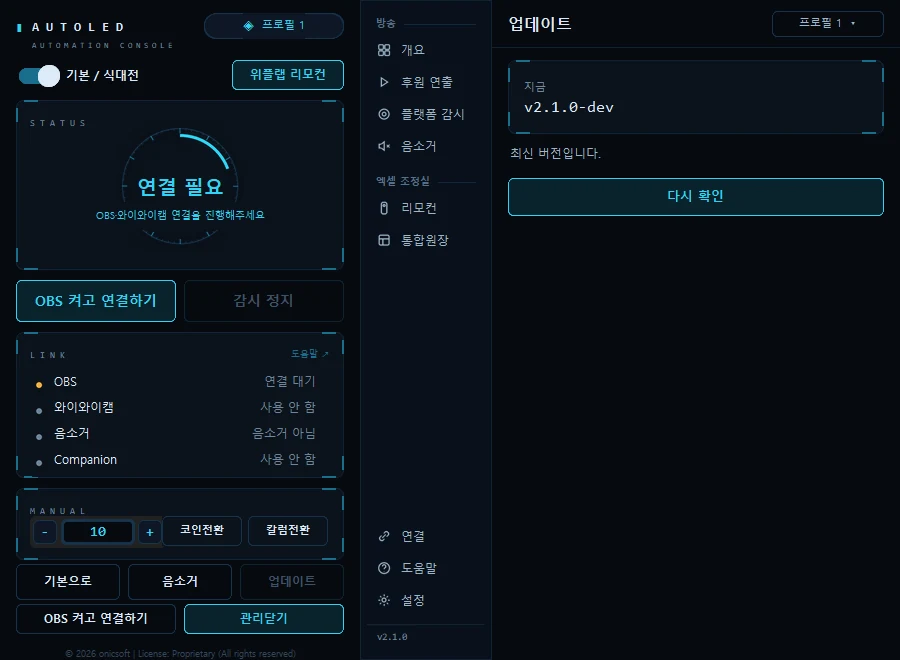 AUTOLED
AUTOMATION CONSOLE
◈ 프로필 1
기본 / 식대전
위플랩 리모컨
STATUS
연결 필요
OBS·와이와이캠 연결을 진행해주세요
OBS 켜고 연결하기
감시 정지
LINK
도움말 ↗
OBS 연결 대기
와이와이캠 사용 안 함
음소거 음소거 아님
Companion 사용 안 함
MANUAL
- 10 +
코인전환
칼럼전환
기본으로
음소거
업데이트
OBS 켜고 연결하기
관리닫기
© 2026 onicsoft | License: Proprietary (All rights reserved)
방송
개요
후원 연출
플랫폼 감시
음소거
엑셀 조정실
리모컨
통합원장
연결
도움말
설정
v2.1.0
업데이트
프로필 1
지금
v2.1.0-dev
최신 버전입니다.
다시 확인